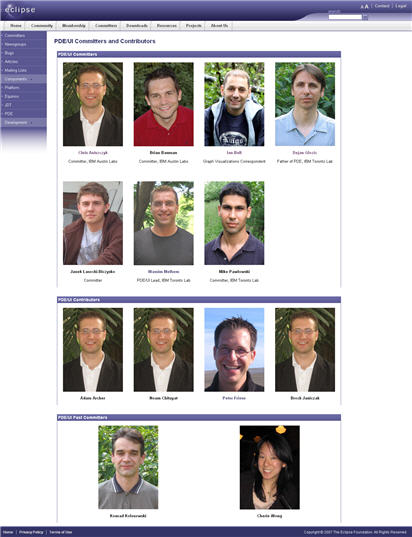 eclipse
search:
A A | Contact | Legal
Home Community Membership Committers Downloads Resources Projects About Us
Committers
Newsgroups
Bugs
Articles
Mailing Lists
Components
Platform
Equinox
JDT
PDE
Development
PDE/UI Committers and Contributors
PDE/UI Committers
Chris Aniszczyk Brian Bauman Ian Bull Dejan Glozic
Committer, IBM Austin Labs Committer, IBM Austin Labs Graph Visualizations Correspondent Father of PDE, IBM Toronto Lab
Janek Lasocki-Biczysko Wassim Melhem Mike Pawlowski
Committer PDE/UI Lead, IBM Toronto Lab Committer, IBM Toronto Lab
PDE/UI Contributors
Adam Archer Peter Friese Brock Janiczak
PDE/UI Past Committers
Konrad Kolosowski Cherie Wong
Home | Privacy Policy | Terms of Use Copyright © 2007 The Eclipse Foundation. All Rights Reserved